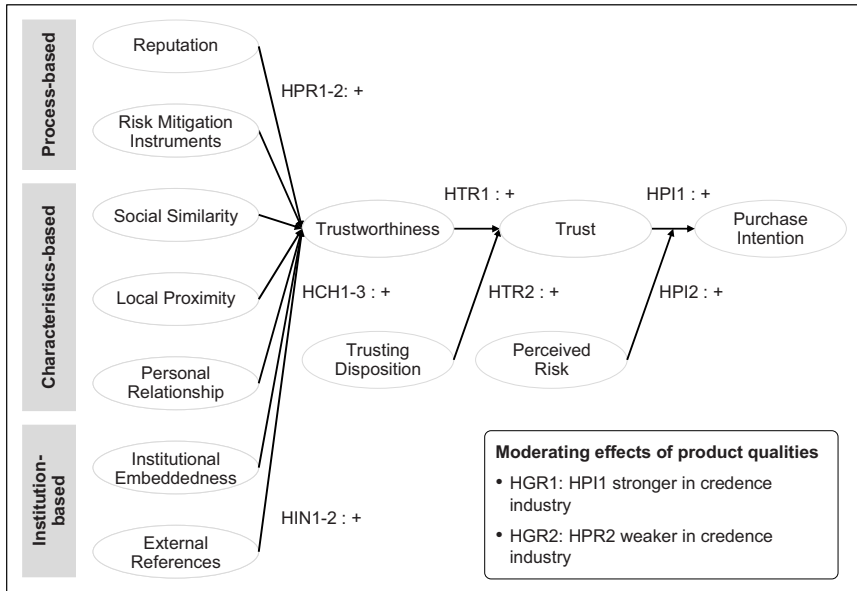 Process-based
Reputation
Risk Mitigation
Instruments
HPR1-2: +
Characteristics-based
Social Similarity
Local Proximity
Personal
Relationship
HCH1-3 : +
Institution-
based
Institutional
Embeddedness
External
References
HIN1-2 : +
Trustworthiness
HTR1 : +
Trust
HPI1 : +
Purchase
Intention
HTR2 : +
HPI2 : +
Trusting
Disposition
Perceived
Risk
Moderating effects of product qualities
• HGR1: HPI1 stronger in credence
industry
• HGR2: HPR2 weaker in credence
industry